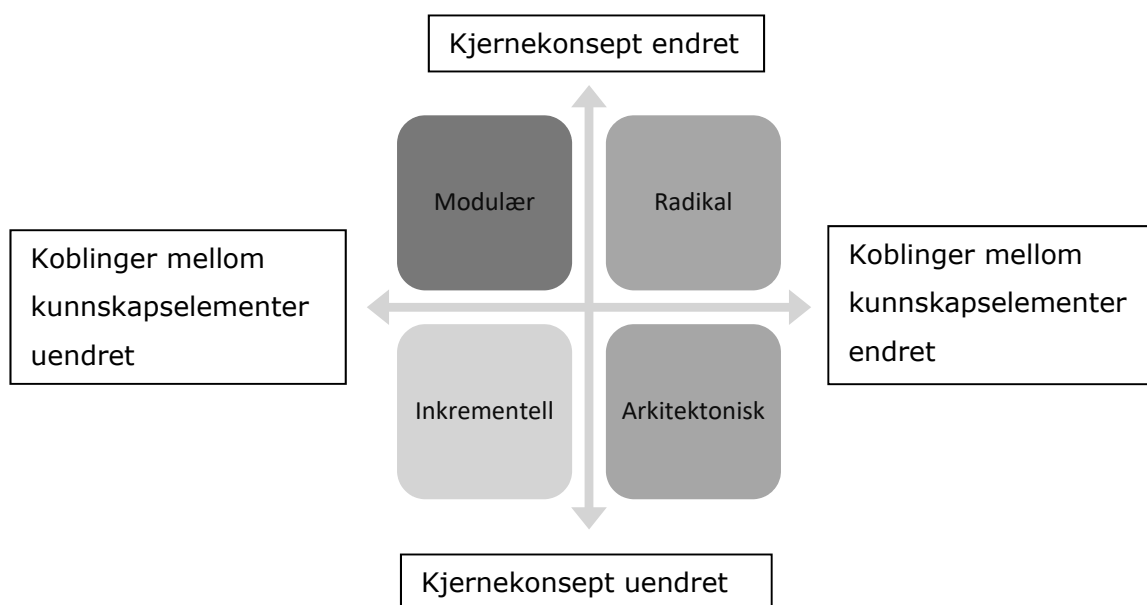 Kjernekonsept endret
Modulær
Radikal
Koblinger mellom
kunnskapselementer
uendret
Koblinger mellom
kunnskapselementer
endret
Inkrementell
Arkitektonisk
Kjernekonsept uendret